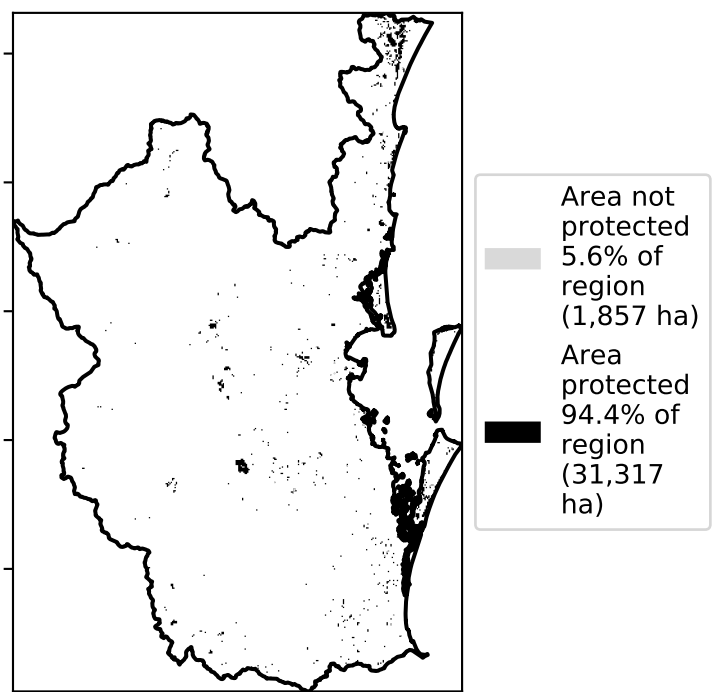 Area not
protected
5.6% of
region
(1,857 ha)
Area
protected
94.4% of
region
(31,317
ha)